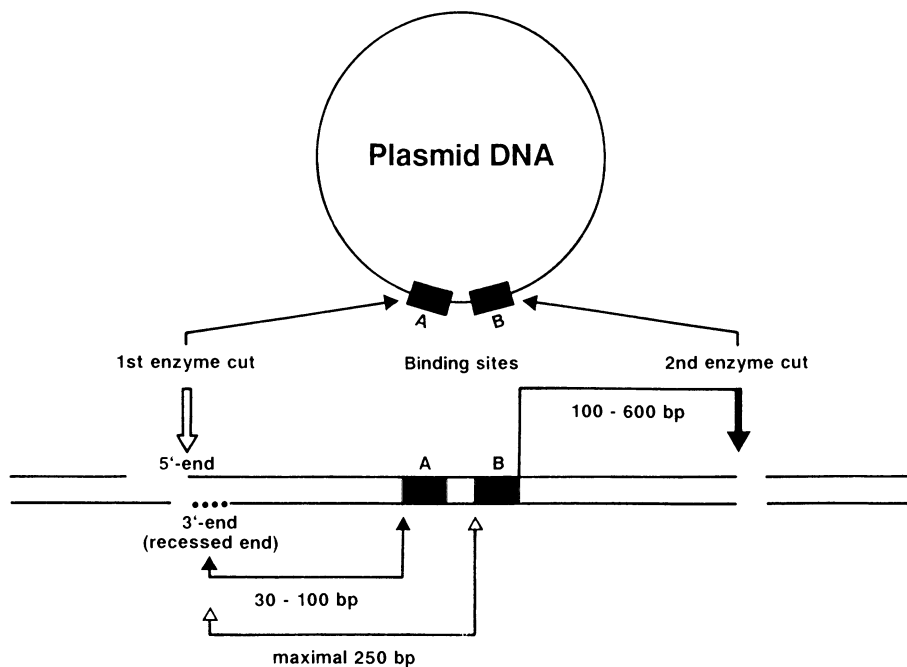 Plasmid DNA
A B
1st enzyme cut Binding sites 2nd enzyme cut
100 - 600 bp
5'-end A B
3'-end
(recessed end)
30 - 100 bp
maximal 250 bp